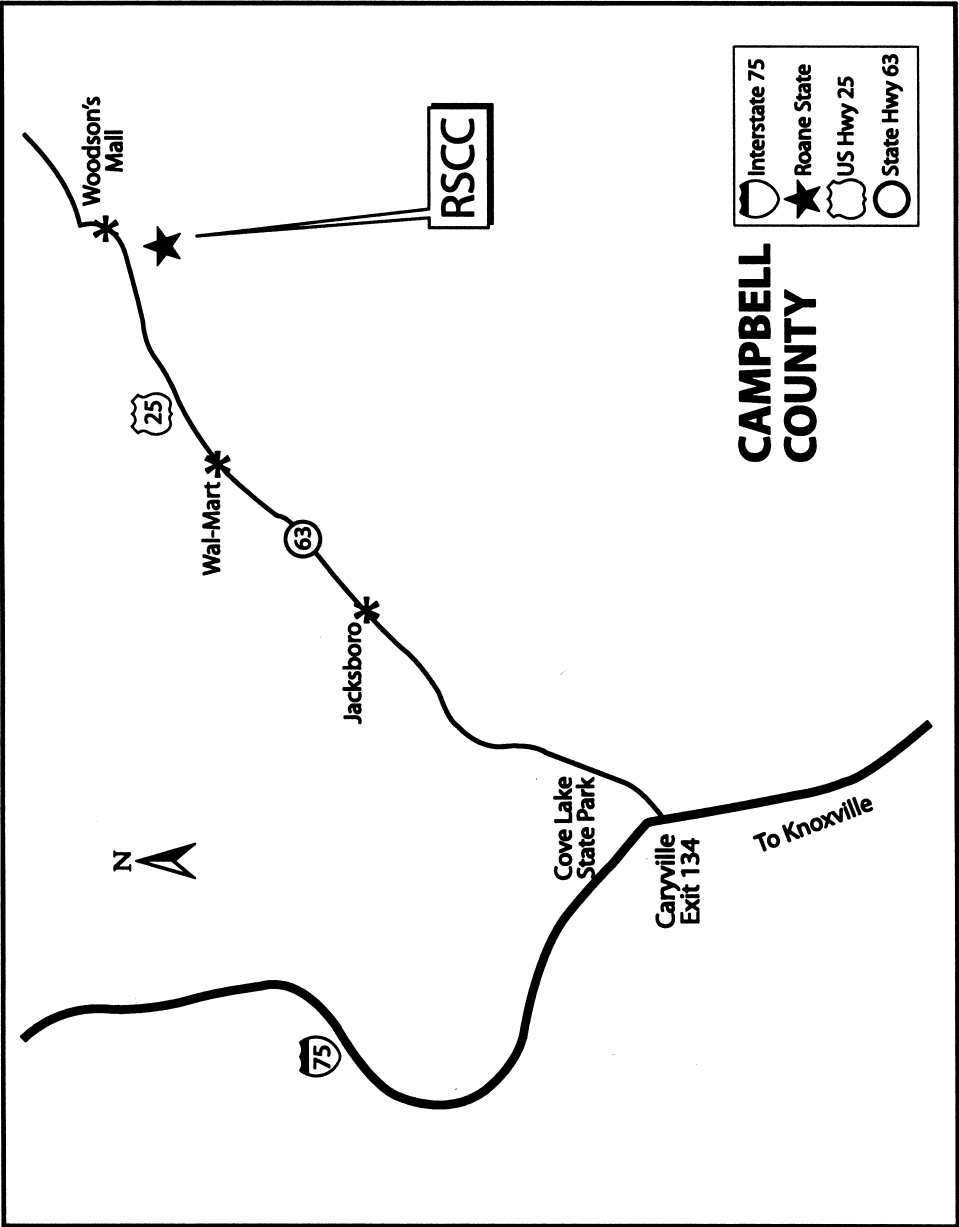 Woodson's
Mall
N
25
Wal-Mart
63
75
Jacksboro
RSCC
Cove Lake
State Park
Caryville
Exit 134
To Knoxville
CAMPBELL
COUNTY
Interstate 75
Roane State
US Hwy 25
State Hwy 63